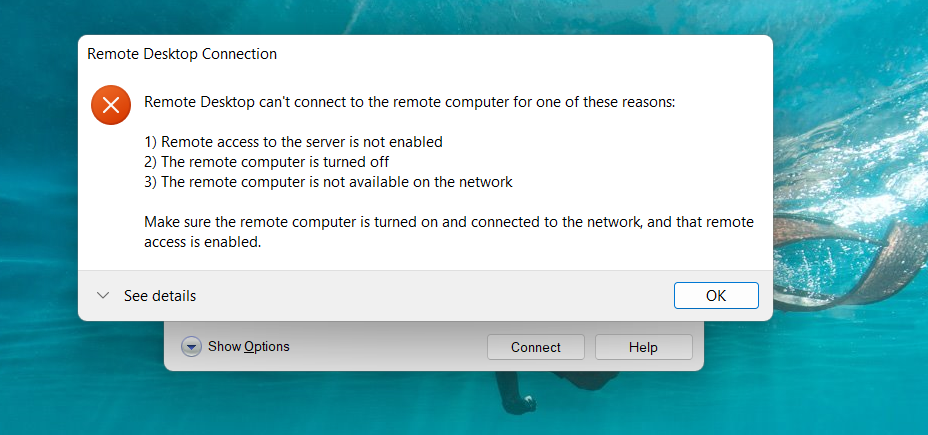 Remote Desktop Connection
Remote Desktop can't connect to the remote computer for one of these reasons:
1) Remote access to the server is not enabled
2) The remote computer is turned off
3) The remote computer is not available on the network
Make sure the remote computer is turned on and connected to the network, and that remote
access is enabled.
See details
OK
Show Options
Connect
Help